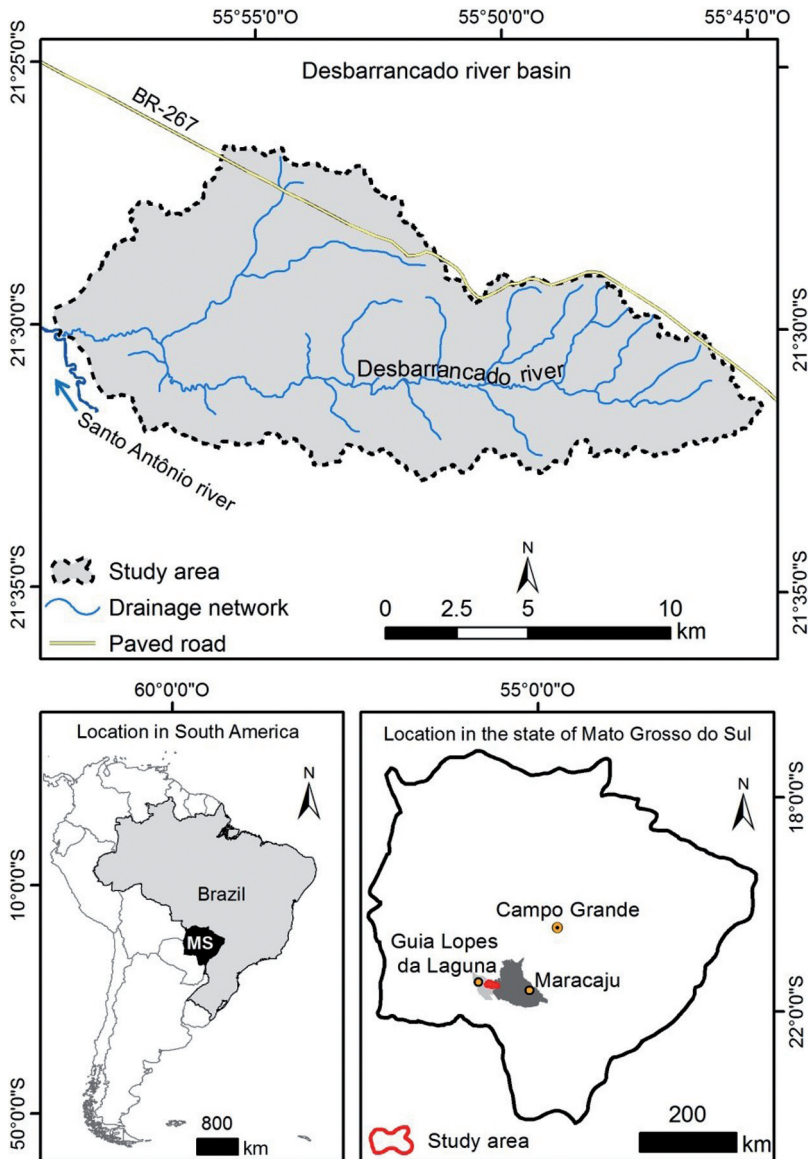 55°55'0"O 55°50'0"O 55°45'0"O
21°25'0"S
Desbarrancado river basin
BR-267
21°30'0"S
21°30'0"S
Desbarrancado river
Santo Antônio river
21°35'0"S
21°35'0"S
Study area
Drainage network
Paved road
N
0 2.5 5 10
km
60°0'0"O
Location in South America
N
10°0'0"S
Brazil
MS
50°0'0"S
800
km
55°0'0"O
Location in the state of Mato Grosso do Sul
N
18°0'0"S
Campo Grande
Guia Lopes
da Laguna
Maracaju
22°0'0"S
200
km
Study area